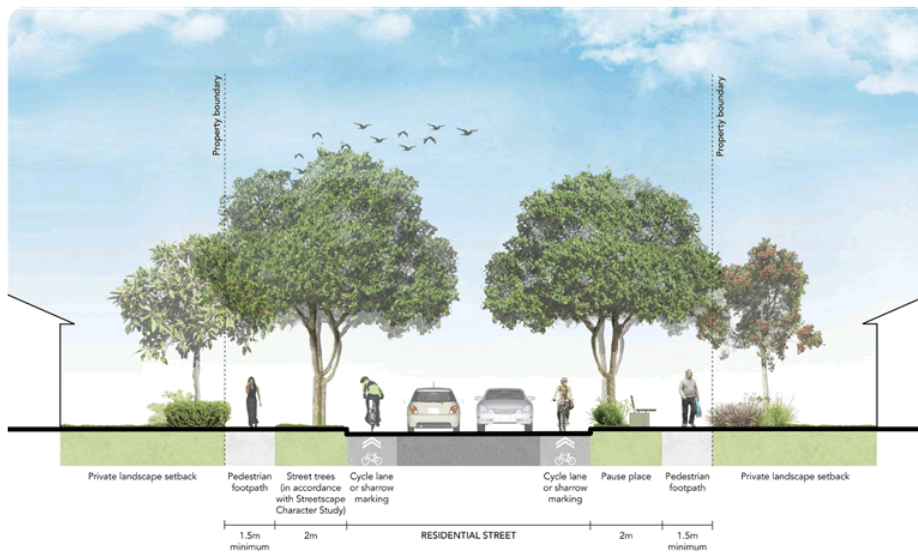 Property boundary
Property boundary
Private landscape setback
Pedestrian
footpath
Street trees
(in accordance
with Streetscape
Character Study)
Cycle lane
or sharrow
marking
Cycle lane
or sharrow
marking
Pause place
Pedestrian
footpath
Private landscape setback
1.5m
minimum
2m
RESIDENTIAL STREET
2m
1.5m
minimum